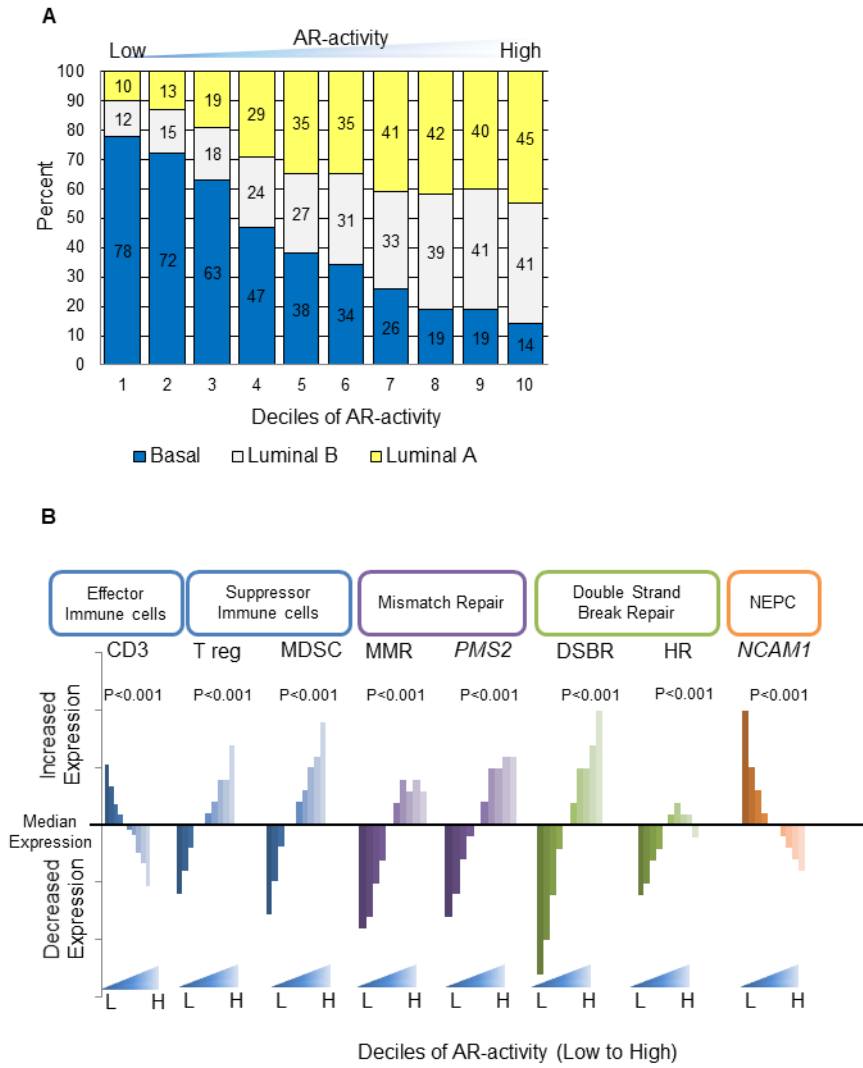 A
AR-activity
Low
High
Percent
100
90
80
70
60
50
40
30
20
10
0
10 13 19 29 35 35 41 42 40 45
12 15 18 24 27 31 33 39 41 41
78 72 63 47 38 34 26 19 19 14
1 2 3 4 5 6 7 8 9 10
Deciles of AR-activity
Basal Luminal B Luminal A
B
Effector
Immune cells
Suppressor
Immune cells
Mismatch Repair
Double Strand
Break Repair
NEPC
CD3 T reg MDSC MMR PMS2 DSBR HR NCAM1
P<0.001 P<0.001 P<0.001 P<0.001 P<0.001 P<0.001 P<0.001 P<0.001
Increased
Expression
Median
Expression
Decreased
Expression
L H L H L H L H L H L H L H L H
Deciles of AR-activity (Low to High)